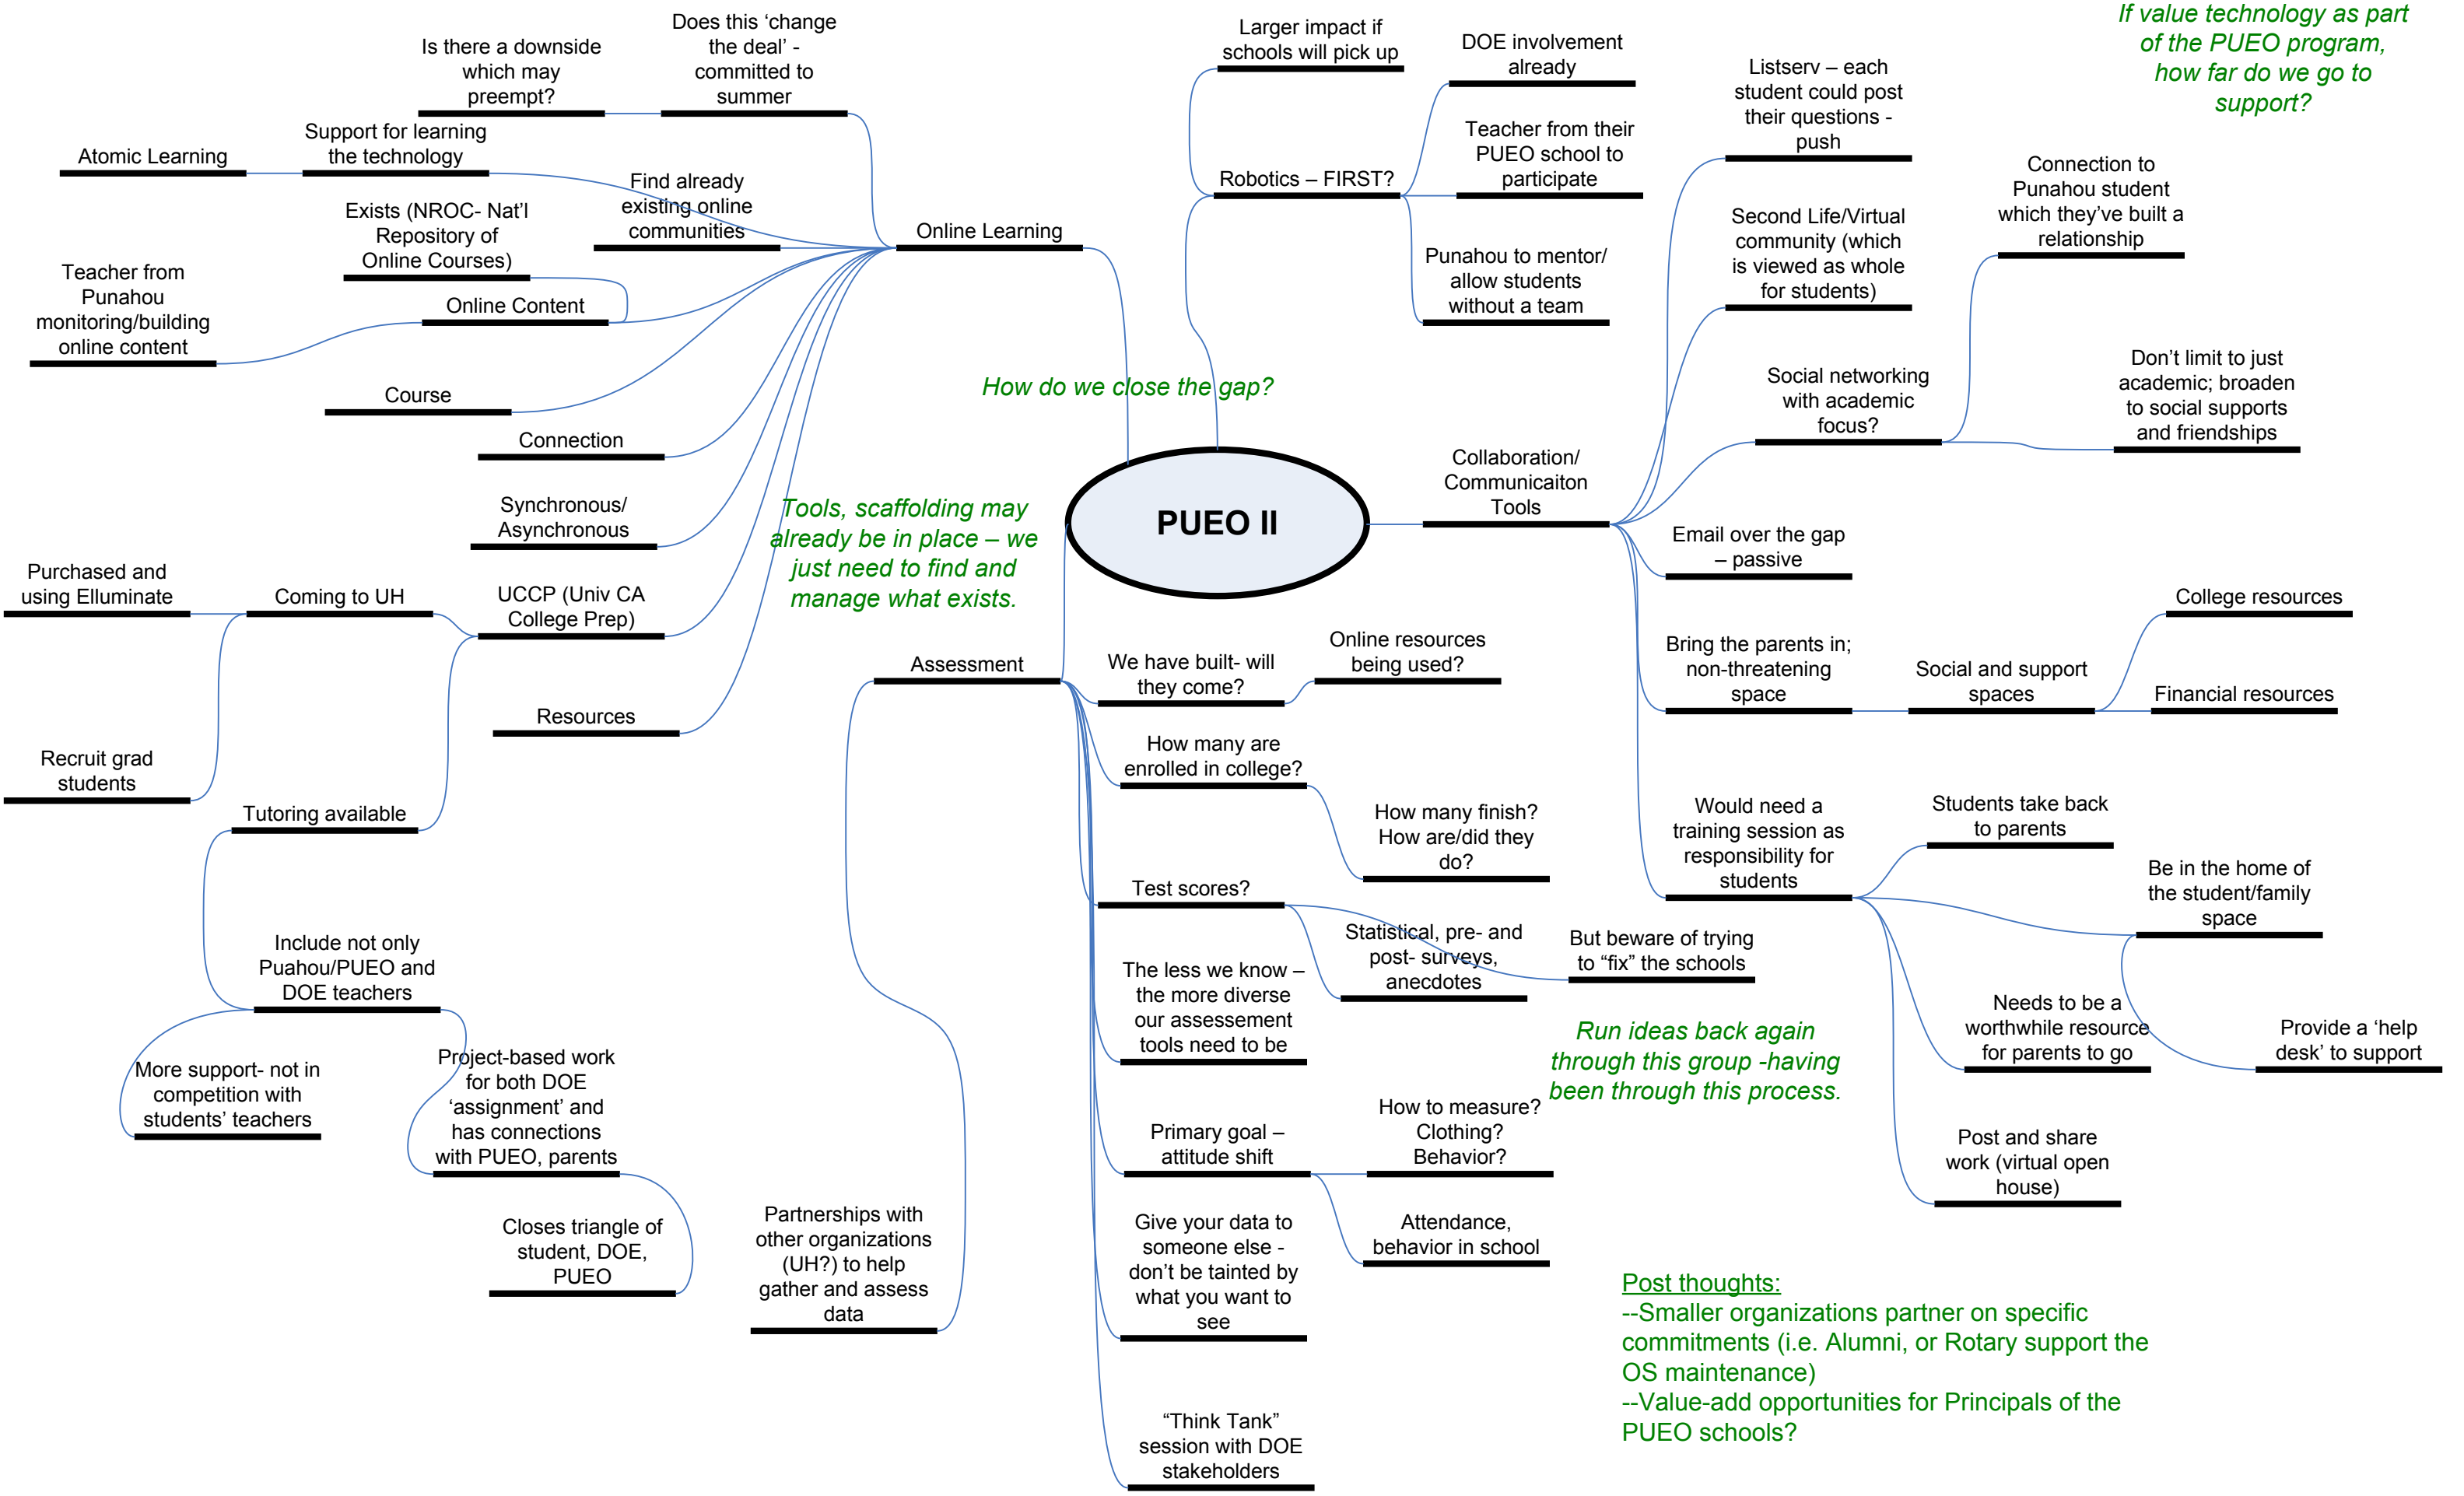 Does this ‘change
the deal’ -
committed to
summer
Is there a downside
which may
preempt?
Support for learning
the technology
Atomic Learning
Find already
existing online
communities
Online Learning
Exists (NROC- Nat’l
Repository of
Online Courses)
Online Content
Teacher from
Punahou
monitoring/building
online content
Course
Connection
Synchronous/
Asynchronous
UCCP (Univ CA
College Prep)
Coming to UH
Purchased and
using Elluminate
Recruit grad
students
Tutoring available
Resources
Include not only
Puahou/PUEO and
DOE teachers
More support- not in
competition with
students’ teachers
Project-based work
for both DOE
‘assignment’ and
has connections
with PUEO, parents
Closes triangle of
student, DOE,
PUEO
Larger impact if
schools will pick up
DOE involvement
already
Robotics – FIRST?
Teacher from their
PUEO school to
participate
Punahou to mentor/
allow students
without a team
How do we close the gap?
Tools, scaffolding may
already be in place – we
just need to find and
manage what exists.
PUEO II
If value technology as part
of the PUEO program,
how far do we go to
support?
Collaboration/
Communicaiton
Tools
Listserv – each
student could post
their questions -
push
Second Life/Virtual
community (which
is viewed as whole
for students)
Social networking
with academic
focus?
Connection to
Punahou student
which they’ve built a
relationship
Don’t limit to just
academic; broaden
to social supports
and friendships
Email over the gap
– passive
Bring the parents in;
non-threatening
space
Social and support
spaces
College resources
Financial resources
Would need a
training session as
responsibility for
students
Students take back
to parents
Be in the home of
the student/family
space
Provide a ‘help
desk’ to support
Needs to be a
worthwhile resource
for parents to go
Post and share
work (virtual open
house)
Assessment
We have built- will
they come?
Online resources
being used?
How many are
enrolled in college?
How many finish?
How are/did they
do?
Test scores?
Statistical, pre- and
post- surveys,
anecdotes
But beware of trying
to “fix” the schools
The less we know –
the more diverse
our assessement
tools need to be
Primary goal –
attitude shift
How to measure?
Clothing?
Behavior?
Attendance,
behavior in school
Give your data to
someone else -
don’t be tainted by
what you want to
see
“Think Tank”
session with DOE
stakeholders
Partnerships with
other organizations
(UH?) to help
gather and assess
data
Run ideas back again
through this group -having
been through this process.
Post thoughts:
--Smaller organizations partner on specific
commitments (i.e. Alumni, or Rotary support the
OS maintenance)
--Value-add opportunities for Principals of the
PUEO schools?